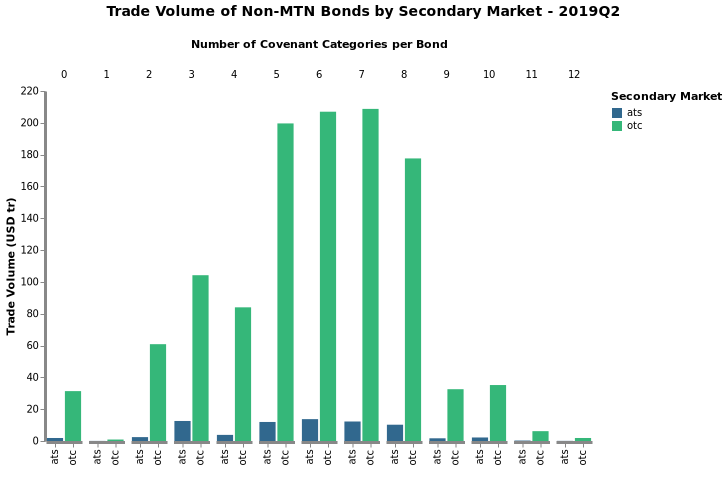 Trade Volume of Non-MTN Bonds by Secondary Market - 2019Q2
Number of Covenant Categories per Bond
0 1 2 3 4 5 6 7 8 9 10 11 12
Secondary Market
ats
otc
Trade Volume (USD tr)
220
200
180
160
140
120
100
80
60
40
20
0
ats otc ats otc ats otc ats otc ats otc ats otc ats otc ats otc ats otc ats otc ats otc ats otc ats otc